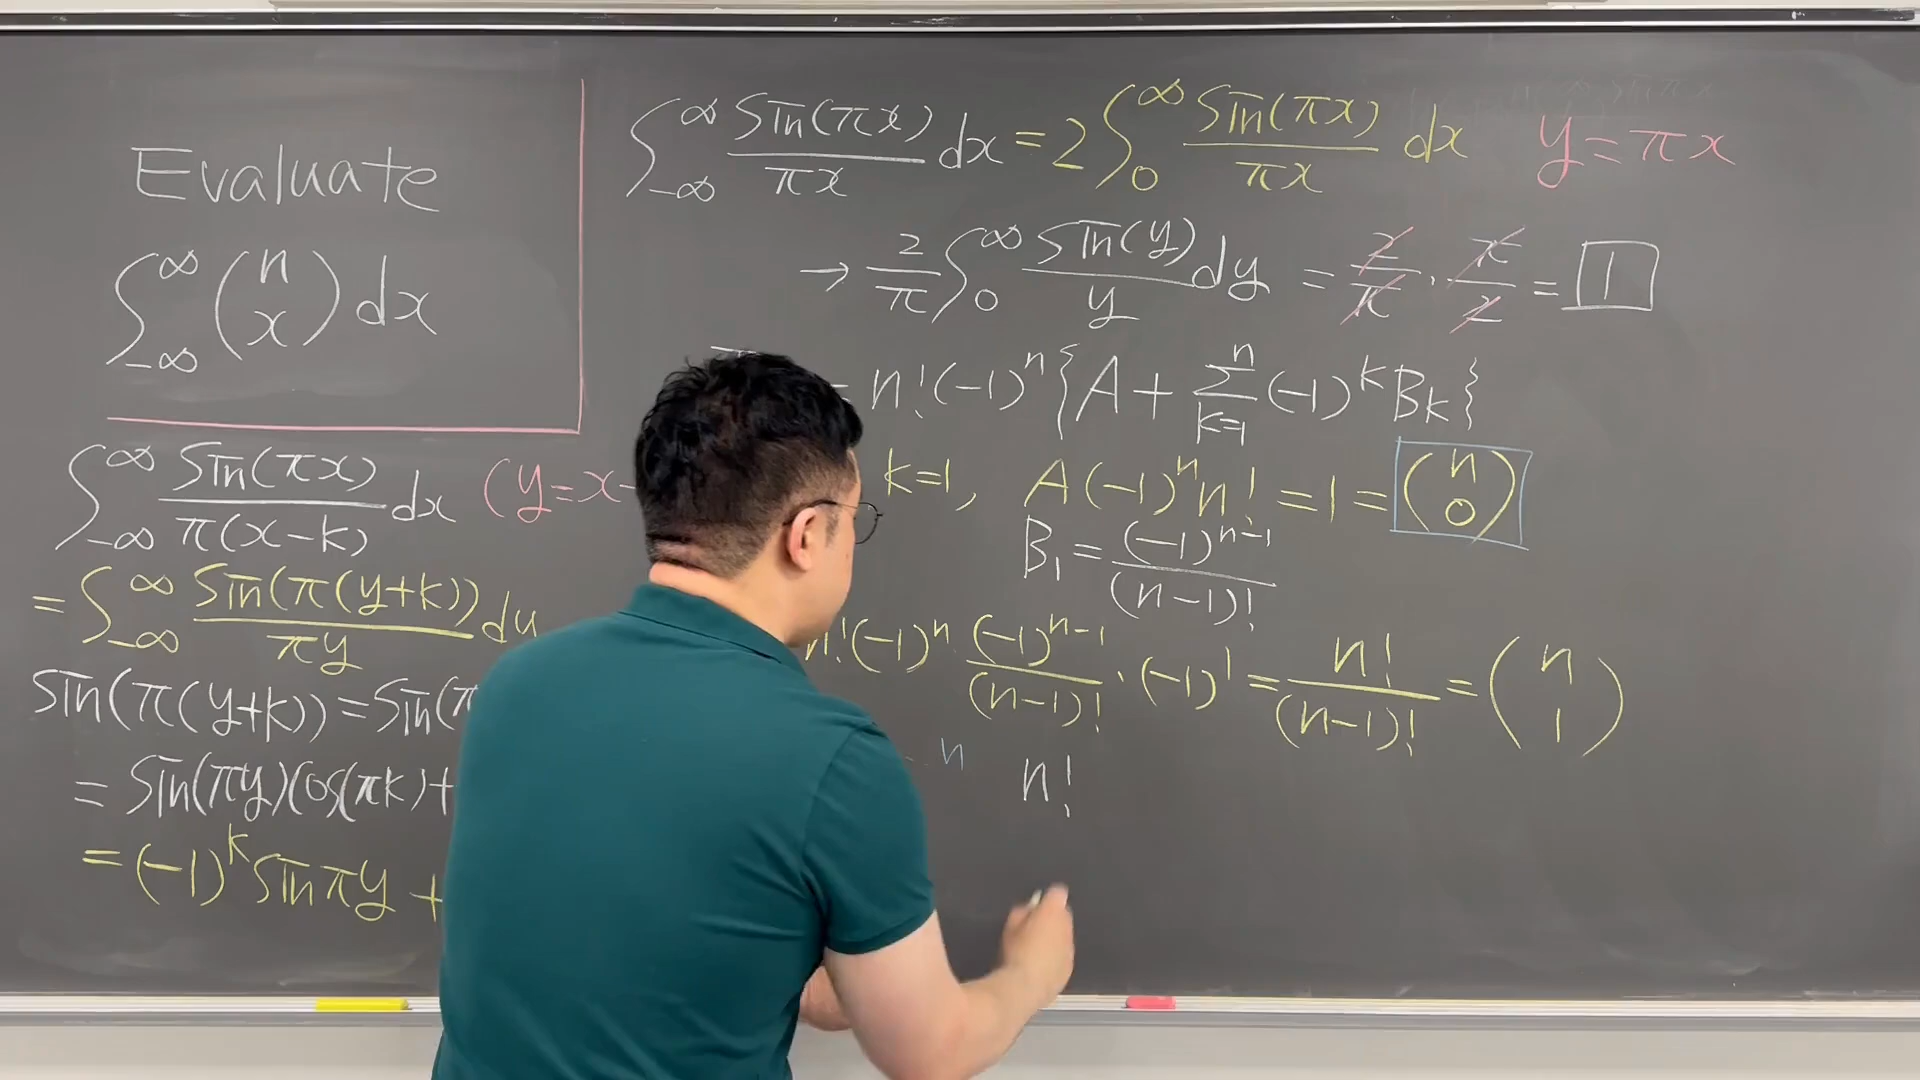 Evaluate
∫_{-∞}^{∞} (n x) dx
∫_{-∞}^{∞} sin(πx)/π(x-k) dx (y=x-
= ∫_{-∞}^{∞} sin(π(y+k))/πy dy
sin(π(y+k))=sin(π
= sin(πy)cos(πk)+
= (-1)^k sinπy +
∫_{-∞}^{∞} sin(πx)/πx dx = 2∫_0^∞ sin(πx)/πx dx y=πx
→ 2/π ∫_0^∞ sin(y)/y dy = 2/π · π/2 = 1
= n!(-1)^n {A + Σ_{k=1}^n (-1)^k B_k}
k=1, A(-1)^n n! = 1 = (n 0)
B_1 = (-1)^{n-1}/(n-1)!
n!(-1)^n (-1)^{n-1}/(n-1)! · (-1)^1 = n!/(n-1)! = (n 1)
n n!